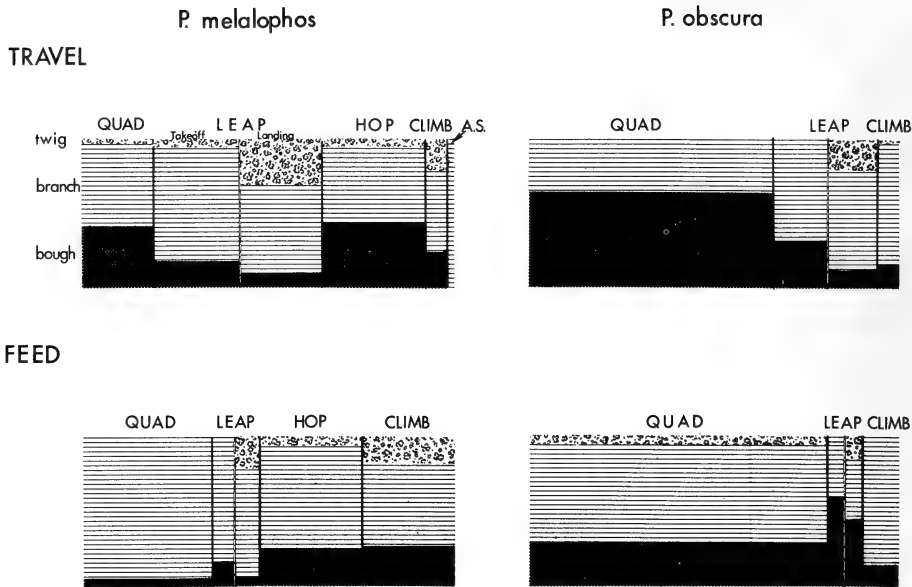 P. melalophos P. obscura
TRAVEL
QUAD LEAP HOP CLIMB A.S. QUAD LEAP CLIMB
Takeoff Landing
twig
branch
bough
FEED
QUAD LEAP HOP CLIMB QUAD LEAP CLIMB